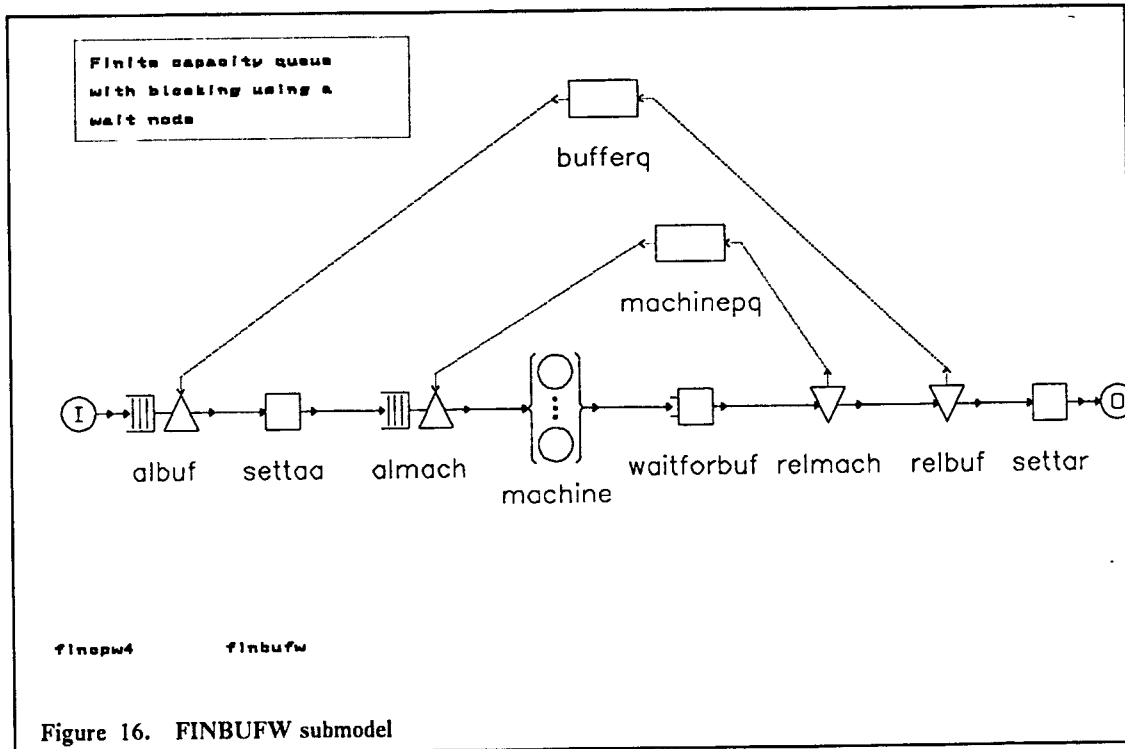 Finite capacity queue
with blocking using a
wait node
bufferq
machinepq
I
O
albuf settaa almach machine waitforbuf relmach relbuf settar
finopw4 finbufw
Figure 16. FINBUFW submodel